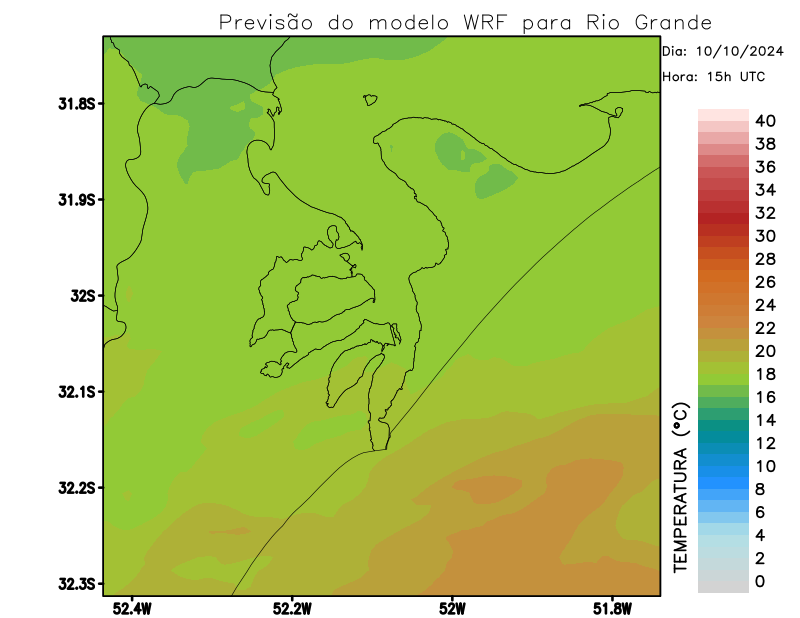 Previsão do modelo WRF para Rio Grande
Dia: 10/10/2024
Hora: 15h UTC
40
38
36
34
32
30
28
26
24
22
20
18
16
14
12
10
8
6
4
2
0
TEMPERATURA (°C)
31.8S
31.9S
32S
32.1S
32.2S
32.3S
52.4W
52.2W
52W
51.8W